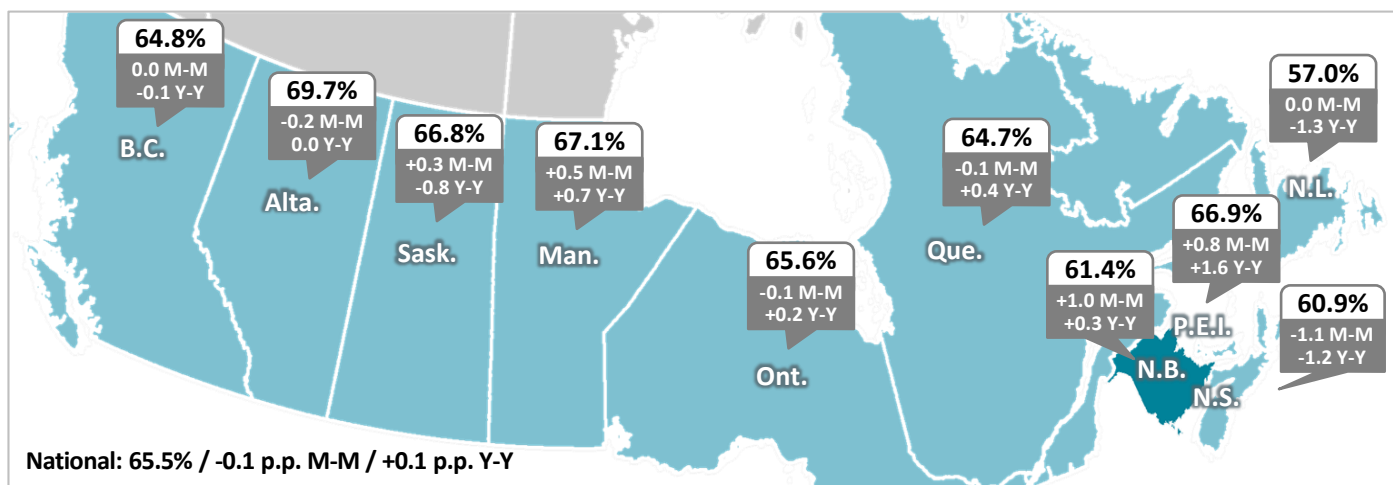 64.8%
0.0 M-M
-0.1 Y-Y
B.C.
69.7%
-0.2 M-M
0.0 Y-Y
Alta.
66.8%
+0.3 M-M
-0.8 Y-Y
Sask.
67.1%
+0.5 M-M
+0.7 Y-Y
Man.
65.6%
-0.1 M-M
+0.2 Y-Y
Ont.
64.7%
-0.1 M-M
+0.4 Y-Y
Que.
57.0%
0.0 M-M
-1.3 Y-Y
N.L.
66.9%
+0.8 M-M
+1.6 Y-Y
P.E.I.
61.4%
+1.0 M-M
+0.3 Y-Y
N.B.
60.9%
-1.1 M-M
-1.2 Y-Y
N.S.
National: 65.5% / -0.1 p.p. M-M / +0.1 p.p. Y-Y